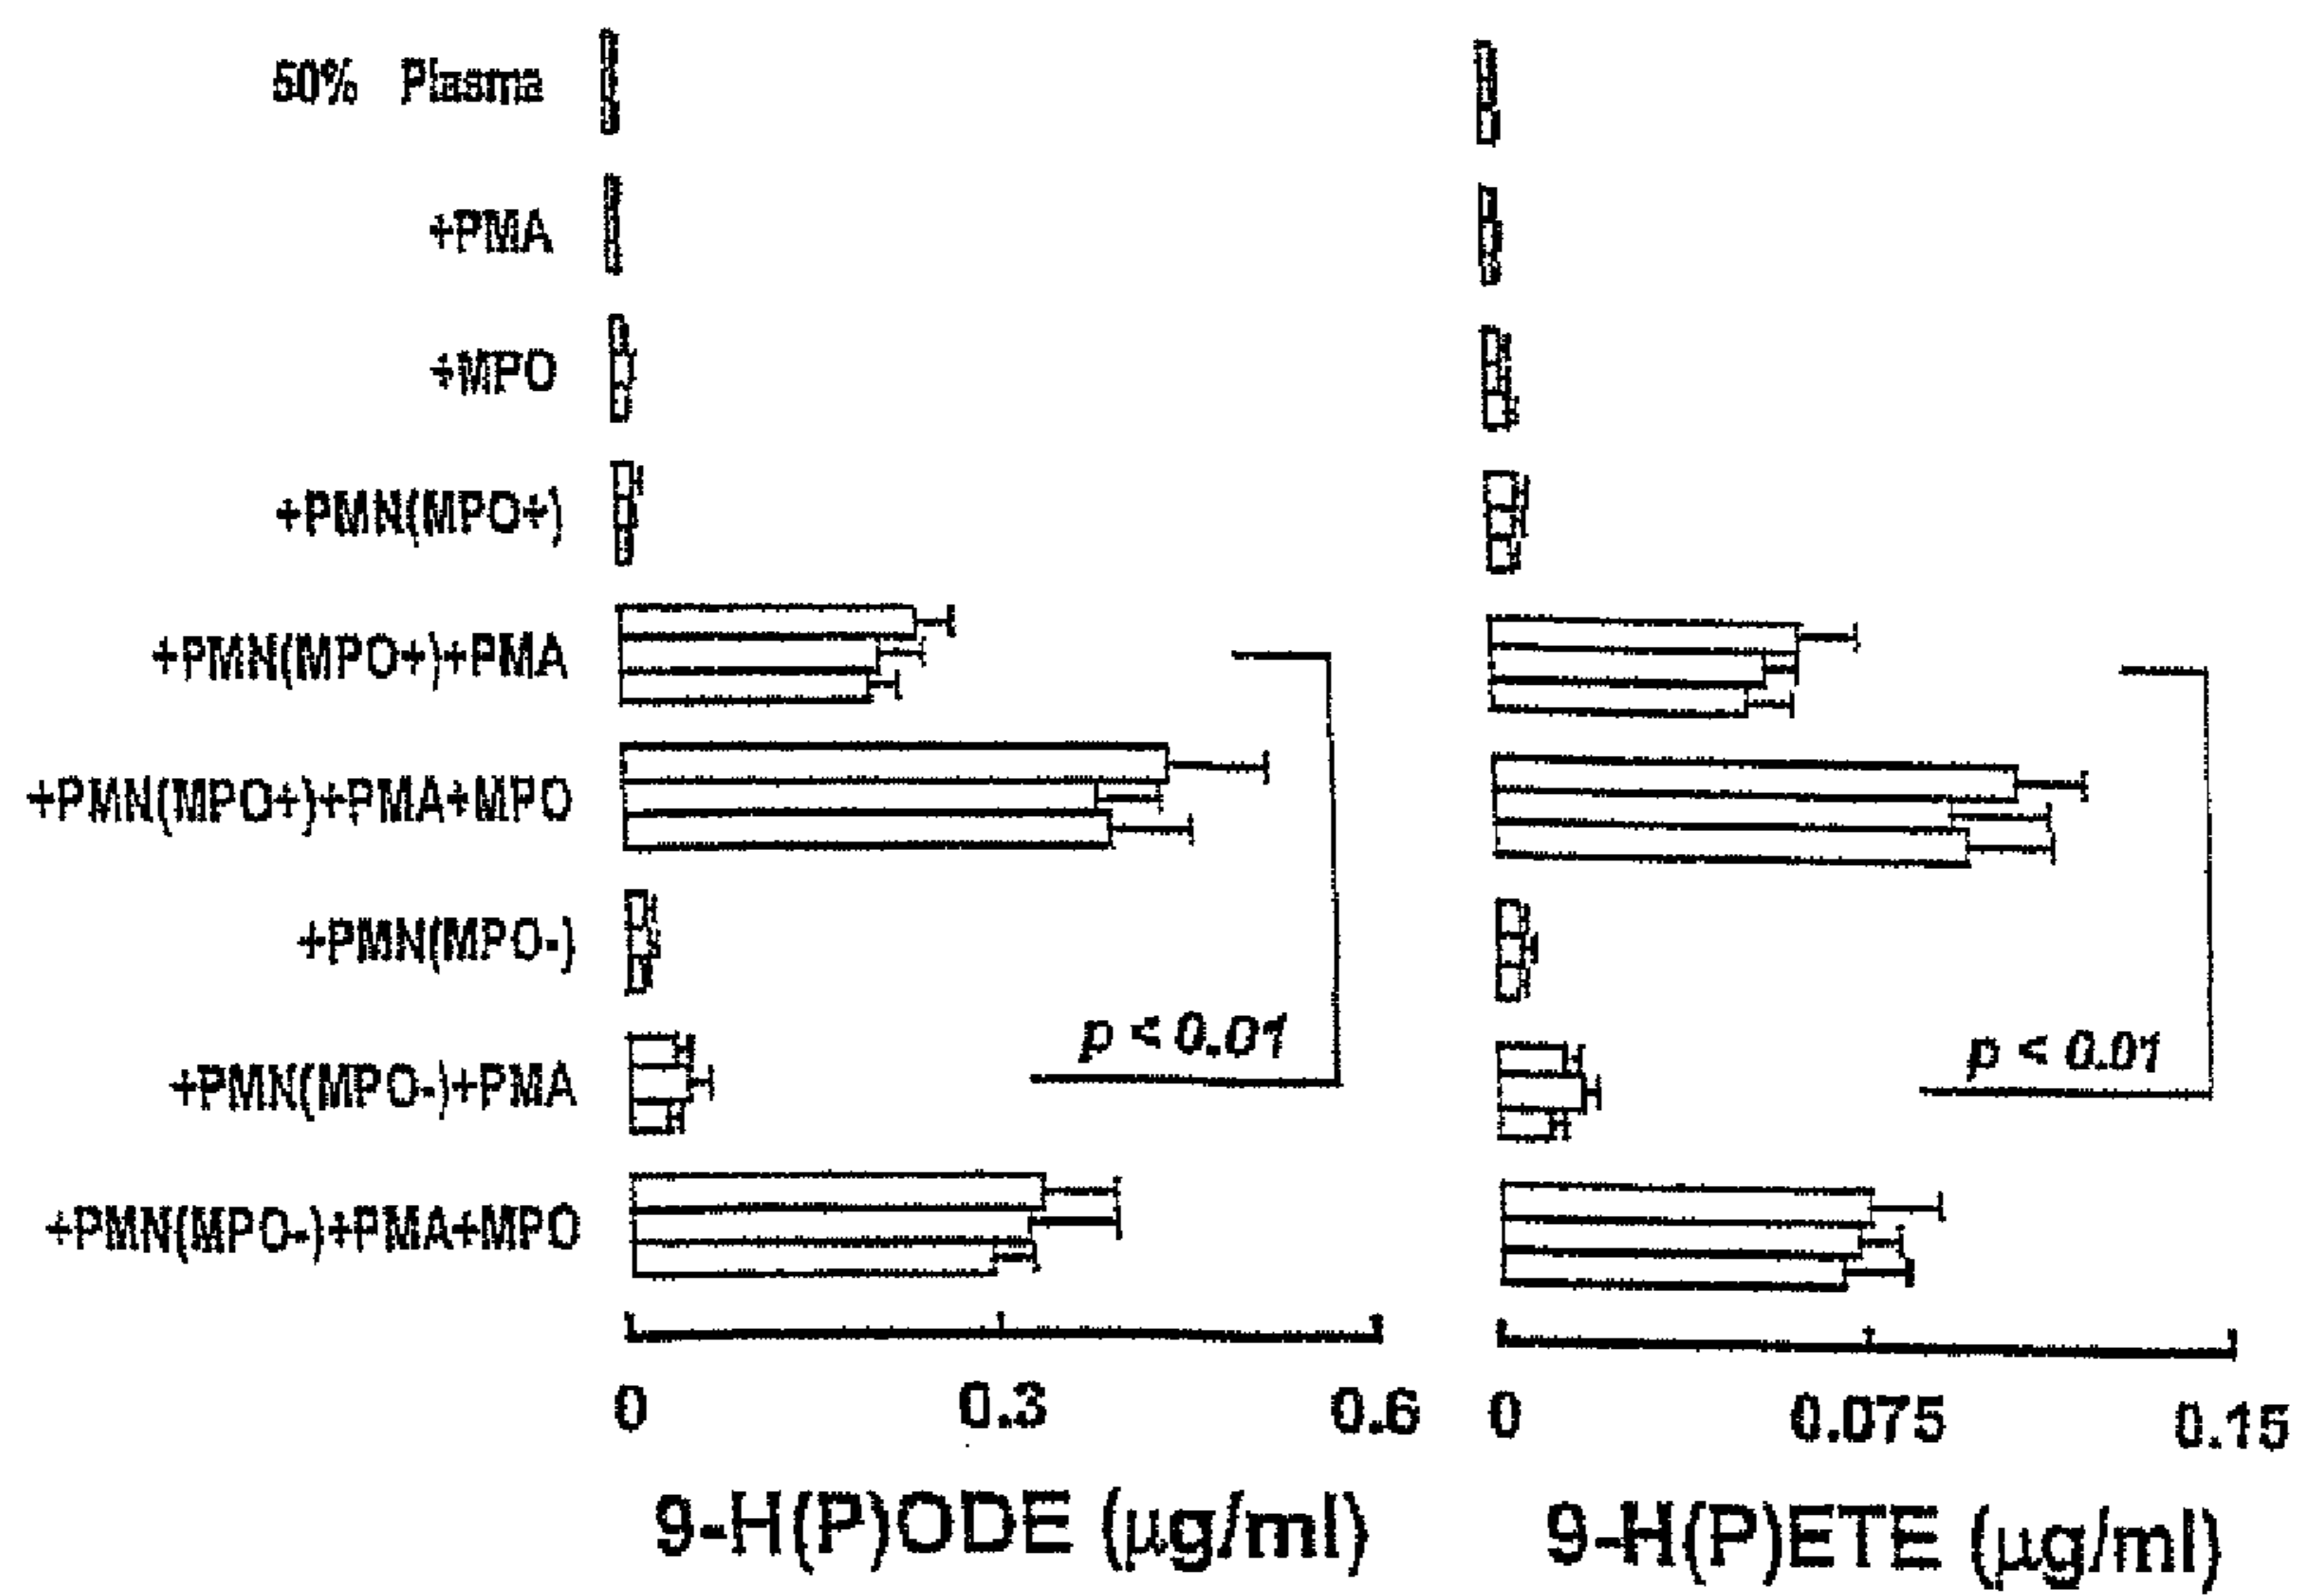 50% Plasma
+PMA
+MPO
+PMN(MPO+)
+PMN(MPO+)+PMA
+PMN(MPO+)+PMA+MPO
+PMN(MPO-)
+PMN(MPO-)+PMA
+PMN(MPO-)+PMA+MPO
p < 0.01
p < 0.01
0 0.3 0.6
0 0.075 0.15
9-H(P)ODE (μg/ml)
9-H(P)ETE (μg/ml)